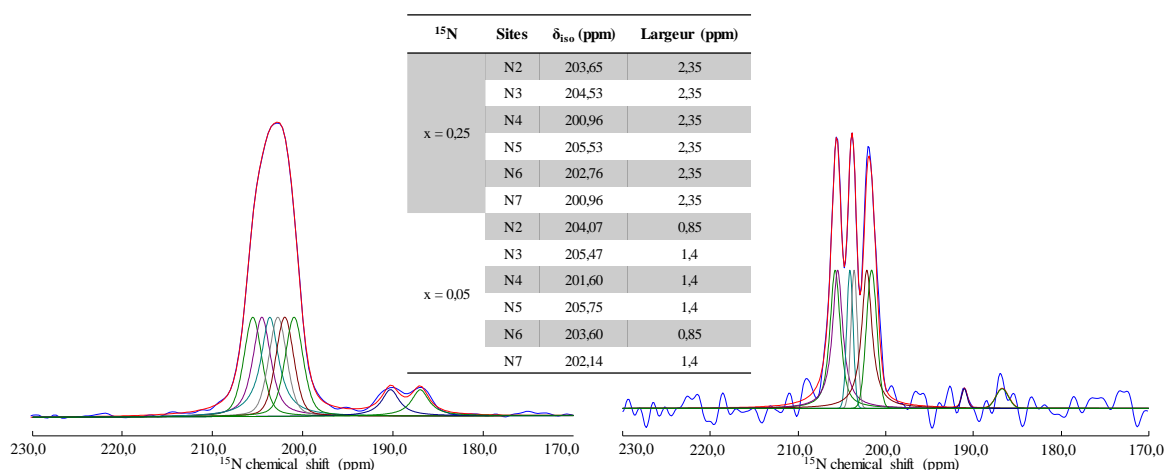 ¹⁵N Sites δiso (ppm) Largeur (ppm)
x = 0,25
N2 203,65 2,35
N3 204,53 2,35
N4 200,96 2,35
N5 205,53 2,35
N6 202,76 2,35
N7 200,96 2,35
x = 0,05
N2 204,07 0,85
N3 205,47 1,4
N4 201,60 1,4
N5 205,75 1,4
N6 203,60 0,85
N7 202,14 1,4
230,0 220,0 210,0 200,0 190,0 180,0 170,0
¹⁵N chemical shift (ppm)
230,0 220,0 210,0 200,0 190,0 180,0 170,0
¹⁵N chemical shift (ppm)